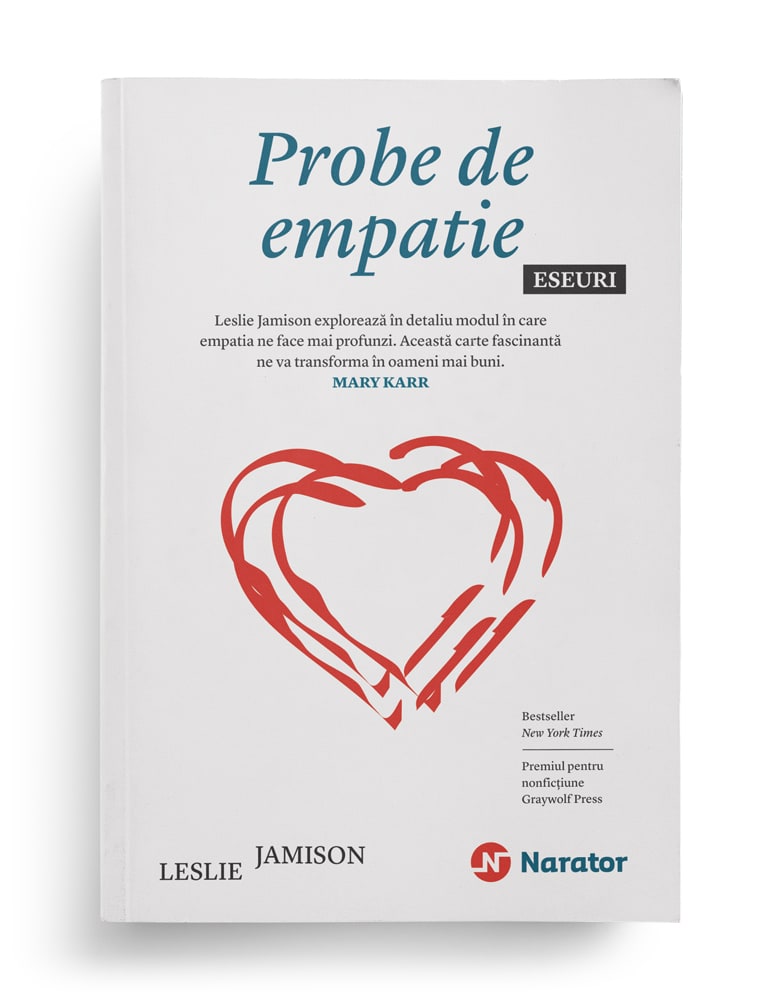 Probe de
empatie
ESEURI
Leslie Jamison explorează în detaliu modul în care
empatia ne face mai profunzi. Această carte fascinantă
ne va transforma în oameni mai buni.
MARY KARR
Bestseller
New York Times
Premiul pentru
nonficțiune
Graywolf Press
LESLIE JAMISON
N Narator